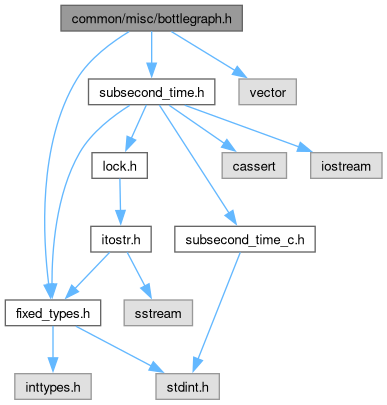 common/misc/bottlegraph.h
subsecond_time.h
vector
lock.h
cassert
iostream
itostr.h
subsecond_time_c.h
fixed_types.h
sstream
inttypes.h
stdint.h